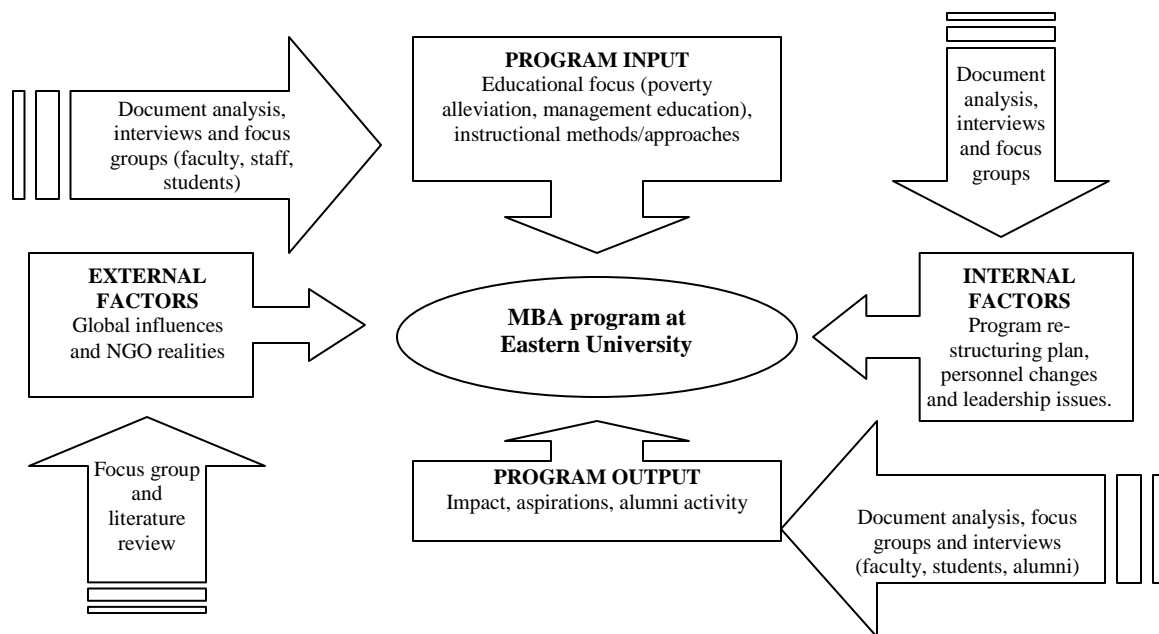 PROGRAM INPUT
Educational focus (poverty
alleviation, management education),
instructional methods/approaches
Document analysis,
interviews and focus
groups (faculty, staff,
students)
Document
analysis,
interviews
and focus
groups
EXTERNAL
FACTORS
Global influences
and NGO realities
MBA program at
Eastern University
INTERNAL
FACTORS
Program re-
structuring plan,
personnel changes
and leadership issues.
Focus group
and
literature
review
PROGRAM OUTPUT
Impact, aspirations, alumni activity
Document analysis, focus
groups and interviews
(faculty, students, alumni)